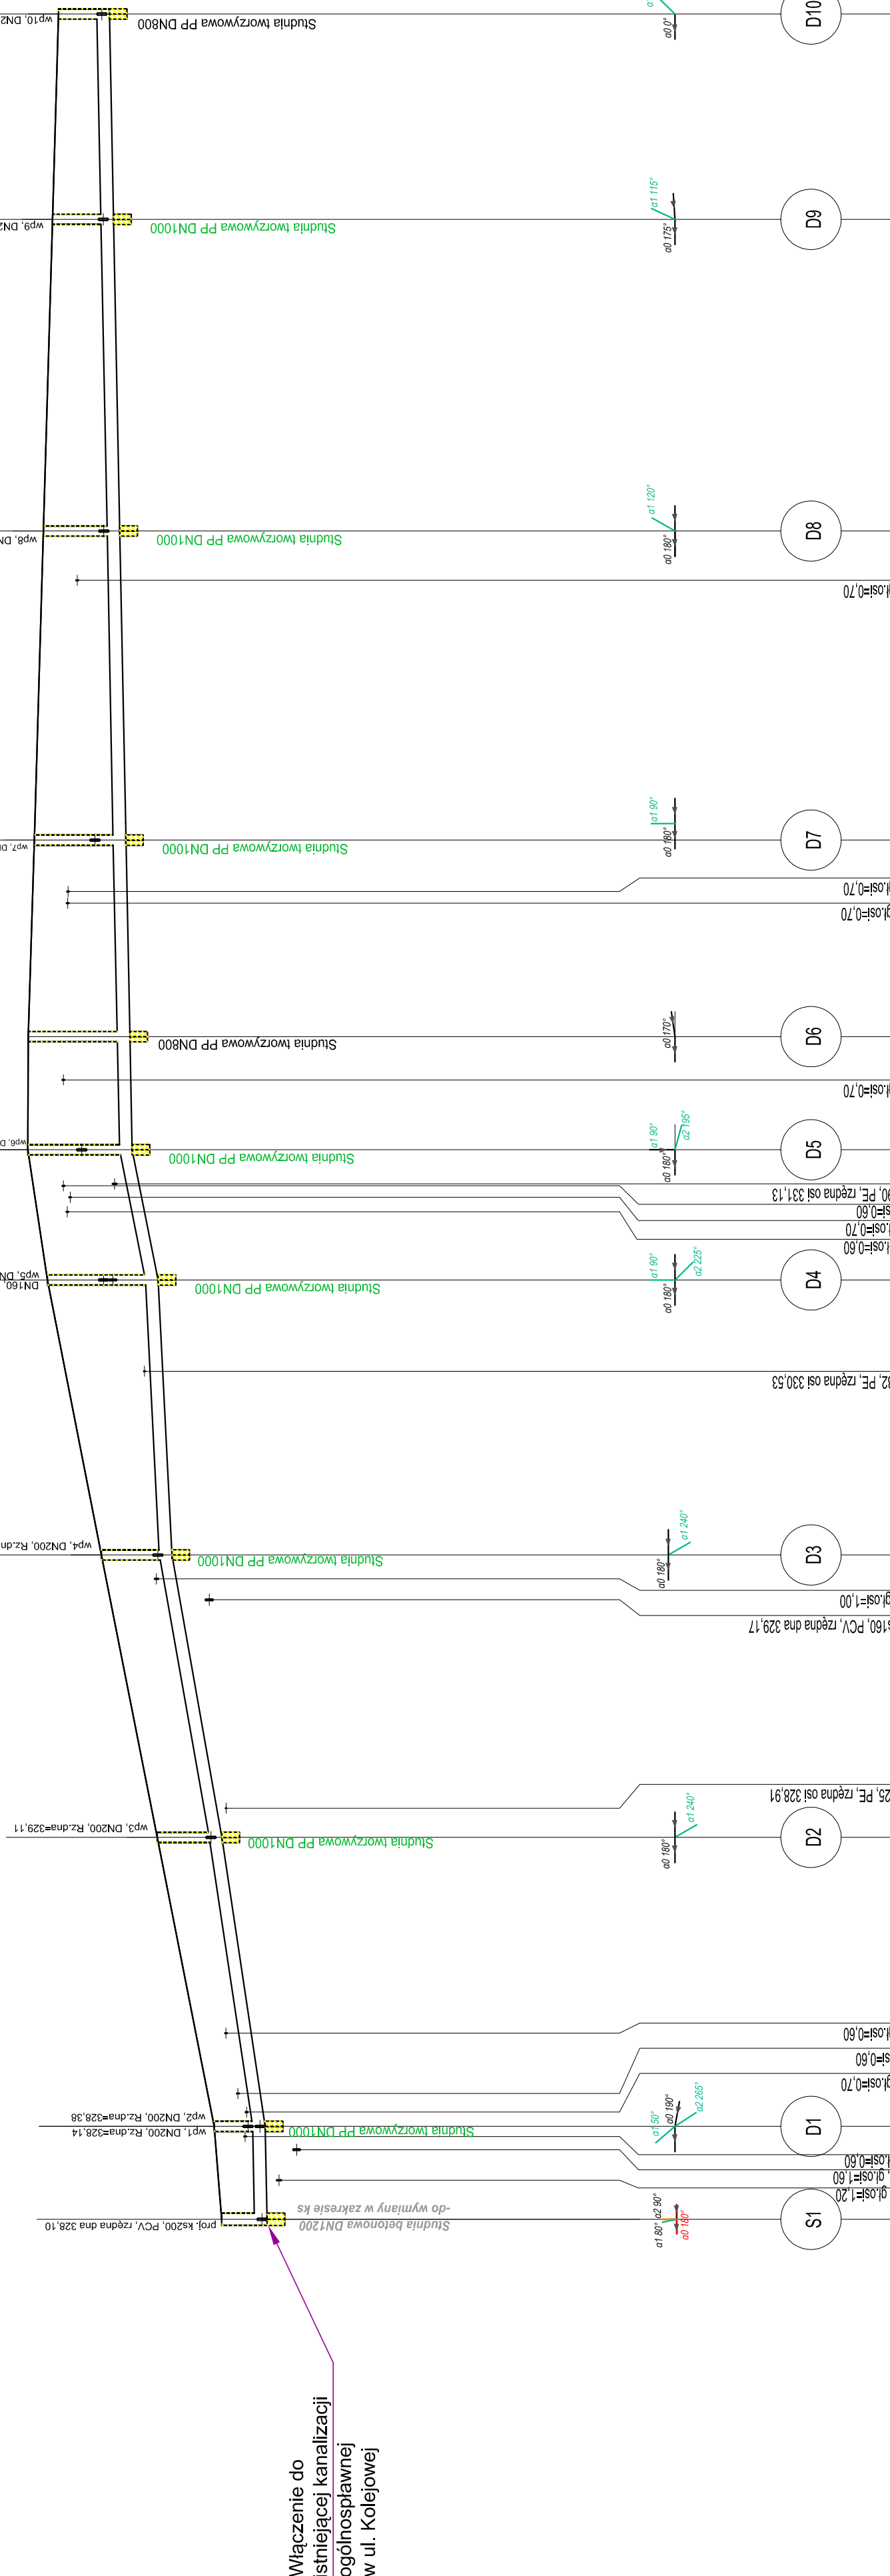 wp10, DN2
Studnia tworzywowa PP DN800
α0 0°
D10
wp9, DN2
Studnia tworzywowa PP DN1000
α1 115°
α0 175°
D9
wp8, DN
Studnia tworzywowa PP DN1000
α1 120°
α0 180°
D8
gł.osi=0,70
wp7, DN
Studnia tworzywowa PP DN1000
α1 90°
α0 180°
D7
gł.osi=0,70
gł.osi=0,70
Studnia tworzywowa PP DN800
α0 170°
D6
gł.osi=0,70
wp6, D
Studnia tworzywowa PP DN1000
α1 90°
α2 195°
α0 180°
D5
90, PE, rzędna osi 331,13
osi=0,60
ł.osi=0,70
ł.osi=0,60
wp5, DN
DN160,
Studnia tworzywowa PP DN1000
α1 90°
α2 225°
α0 180°
D4
32, PE, rzędna osi 330,53
wp4, DN200, Rz.dn
Studnia tworzywowa PP DN1000
α1 240°
α0 180°
D3
gł.osi=1,00
s160, PCV, rzędna dna 329,17
25, PE, rzędna osi 328,91
wp3, DN200, Rz.dna=329,11
Studnia tworzywowa PP DN1000
α1 240°
α0 180°
D2
gł.osi=0,60
osi=0,60
gł.osi=0,70
wp2, DN200, Rz.dna=328,38
wp1, DN200, Rz.dna=328,14
Studnia tworzywowa PP DN1000
α1 50°
α0 190°
α2 265°
D1
ł.osi=0,60
, gł.osi=1,60
gł.osi=1,20
proj. ks200, PCV, rzędna dna 328,10
Studnia betonowa DN1200
-do wymiany w zakresie ks
α1 80° α2 90°
α0 180°
S1
Włączenie do
istniejącej kanalizacji
ogólnospławnej
w ul. Kolejowej